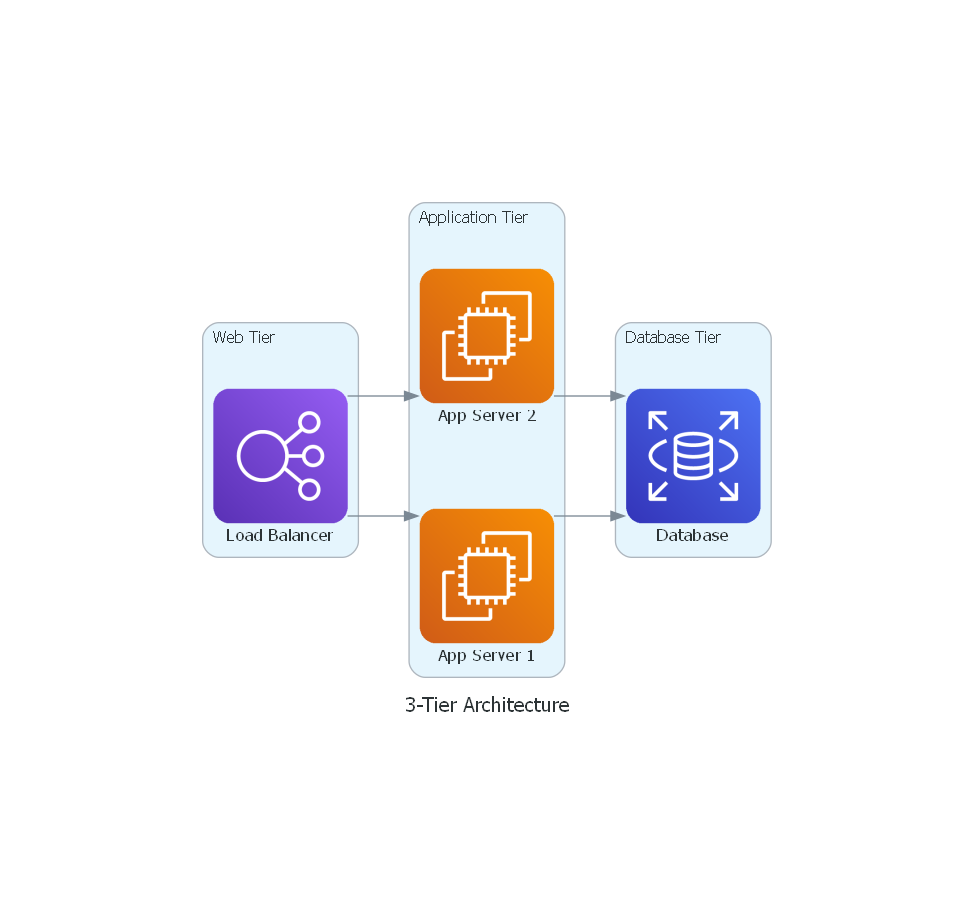 Web Tier
Load Balancer
Application Tier
App Server 2
App Server 1
Database Tier
Database
3-Tier Architecture